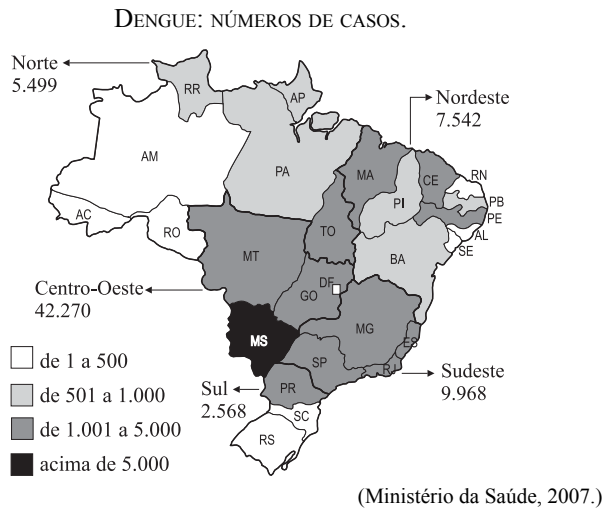 DENGUE: NÚMEROS DE CASOS.
Norte
5.499
RR
AP
Nordeste
7.542
AM
PA
MA
CE
RN
PB
PE
AL
SE
PI
AC
RO
TO
BA
MT
DF
GO
Centro-Oeste
42.270
MS
MG
ES
SP
RJ
Sudeste
9.968
PR
Sul
2.568
SC
RS
de 1 a 500
de 501 a 1.000
de 1.001 a 5.000
acima de 5.000
(Ministério da Saúde, 2007.)